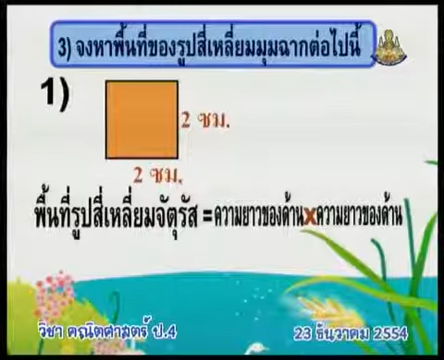 3) จงหาพื้นที่ของรูปสี่เหลี่ยมมุมฉากต่อไปนี้
1)
2 ซม.
2 ซม.
พื้นที่รูปสี่เหลี่ยมจัตุรัส = ความยาวของด้านxความยาวของด้าน
วิชา คณิตศาสตร์ ป.4
23 ธันวาคม 2554